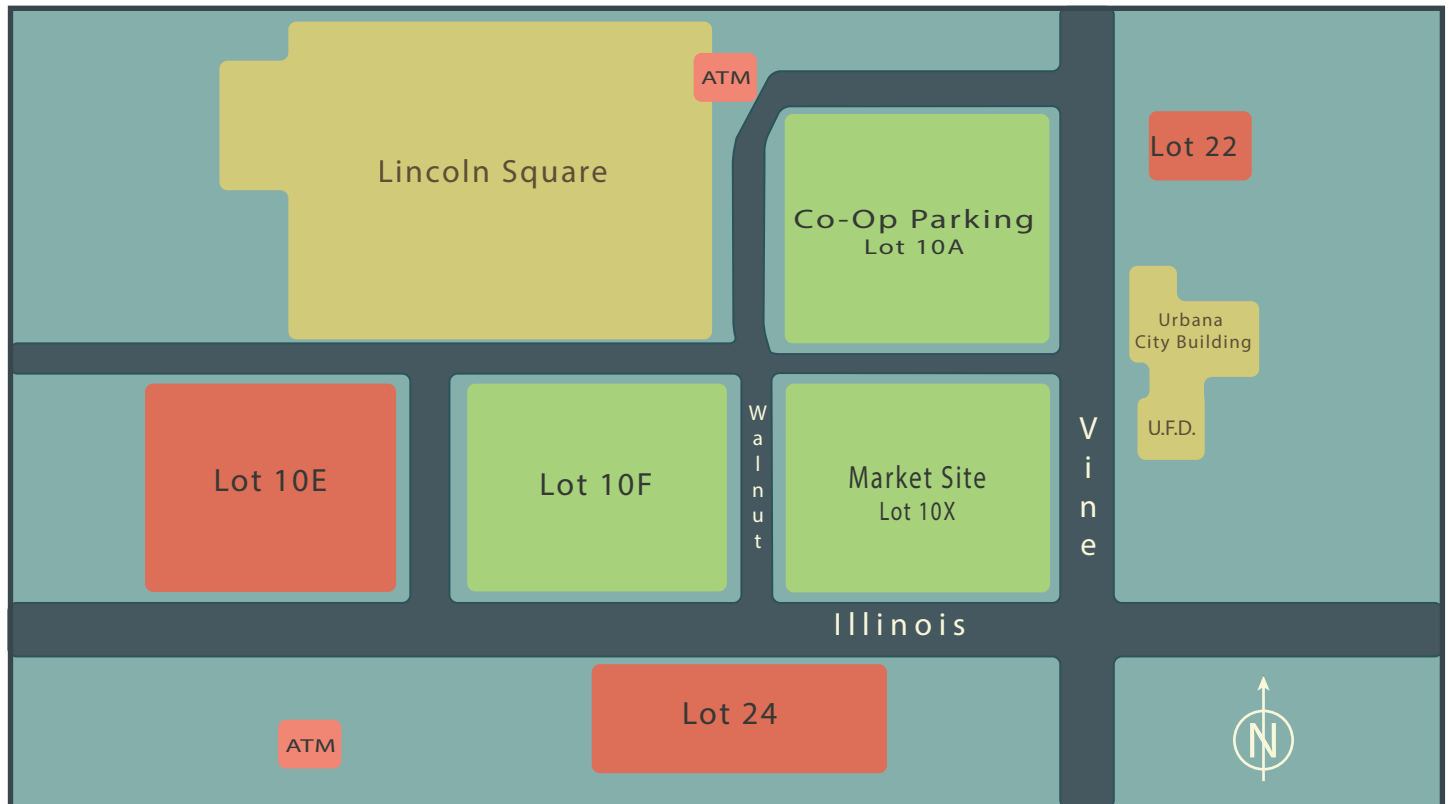 ATM
Lincoln Square
Lot 22
Co-Op Parking
Lot 10A
Urbana
City Building
U.F.D.
Lot 10E
Lot 10F
Walnut
Market Site
Lot 10X
Vine
Illinois
Lot 24
ATM
N